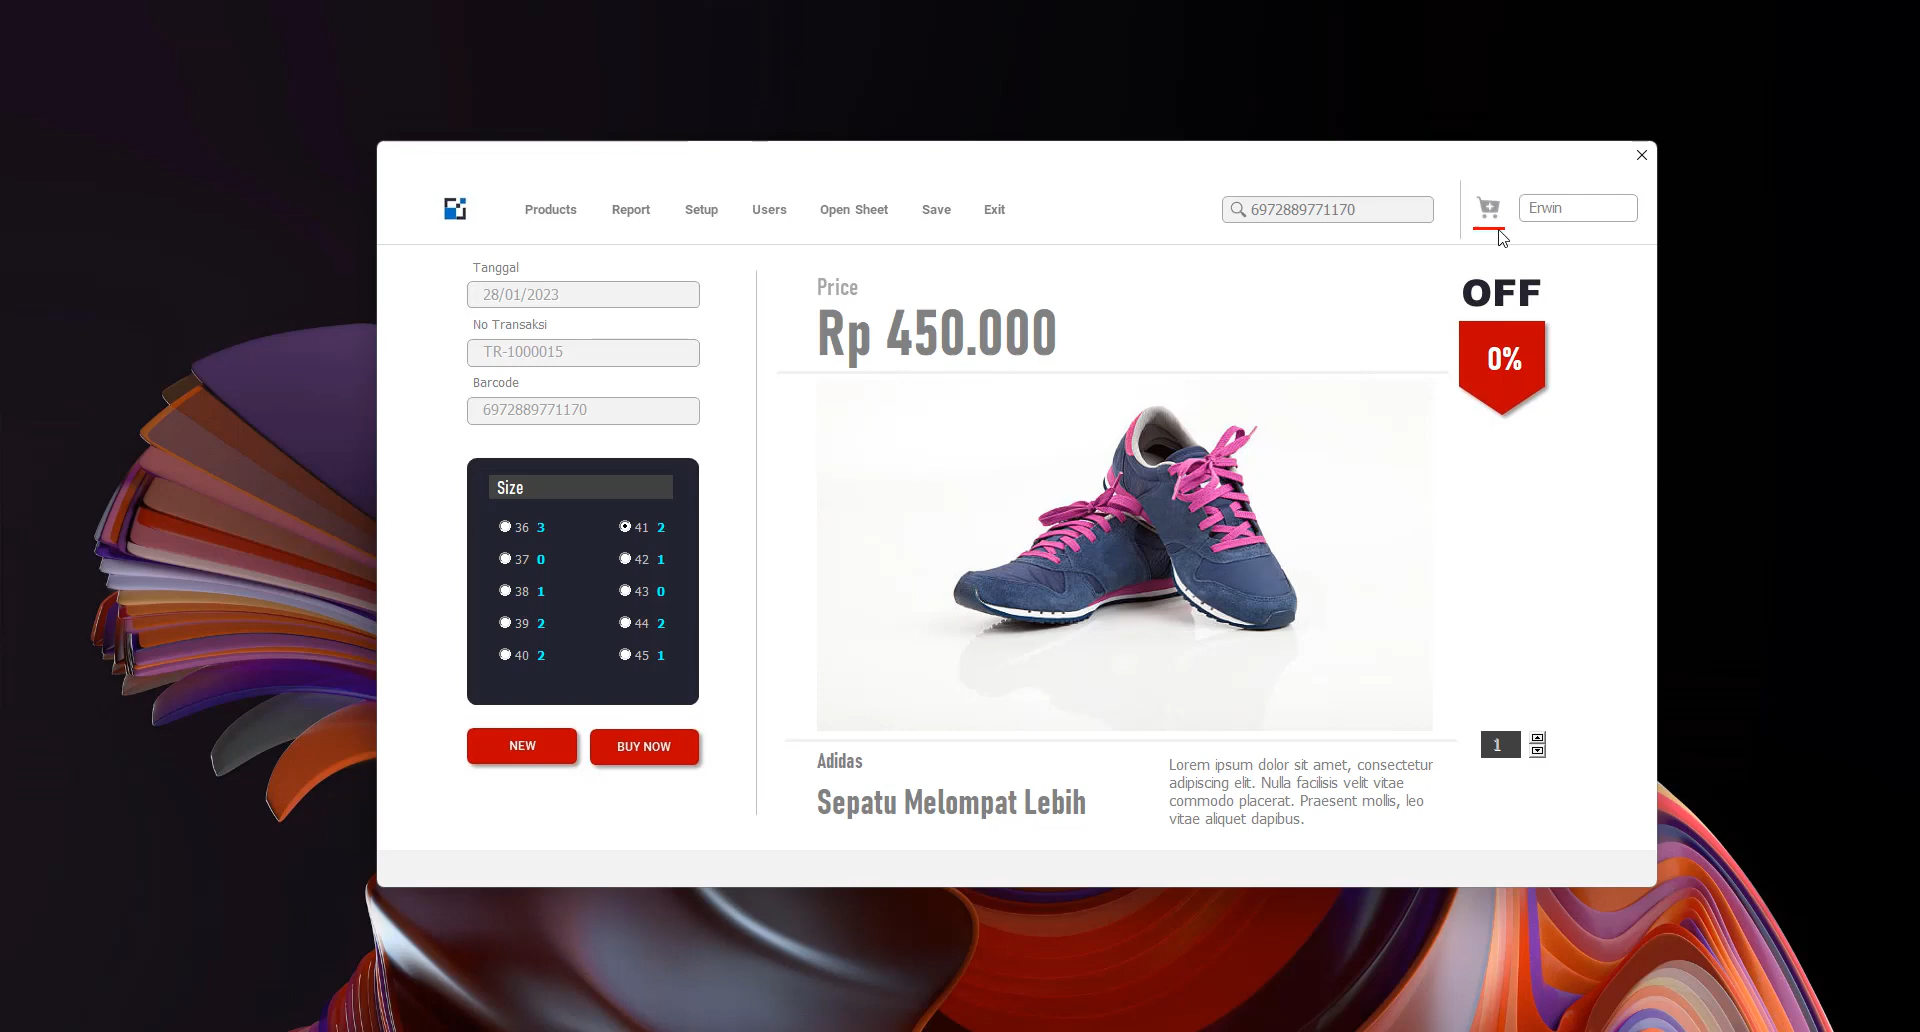 Products Report Setup Users Open Sheet Save Exit
6972889771170
Erwin
Tanggal
28/01/2023
No Transaksi
TR-1000015
Barcode
6972889771170
Size
36 3 41 2
37 0 42 1
38 1 43 0
39 2 44 2
40 2 45 1
NEW BUY NOW
Price
Rp 450.000
OFF
0%
Adidas
Sepatu Melompat Lebih
Lorem ipsum dolor sit amet, consectetur
adipiscing elit. Nulla facilisis velit vitae
commodo placerat. Praesent mollis, leo
vitae aliquet dapibus.
1